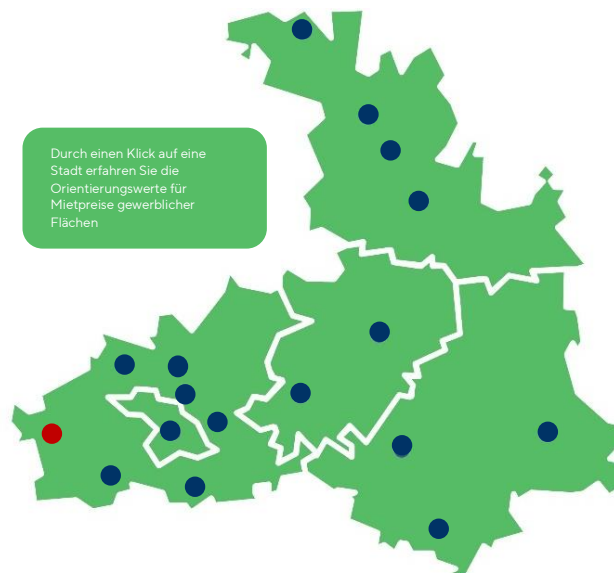 Durch einen Klick auf eine
Stadt erfahren Sie die
Orientierungswerte für
Mietpreise gewerblicher
Flächen